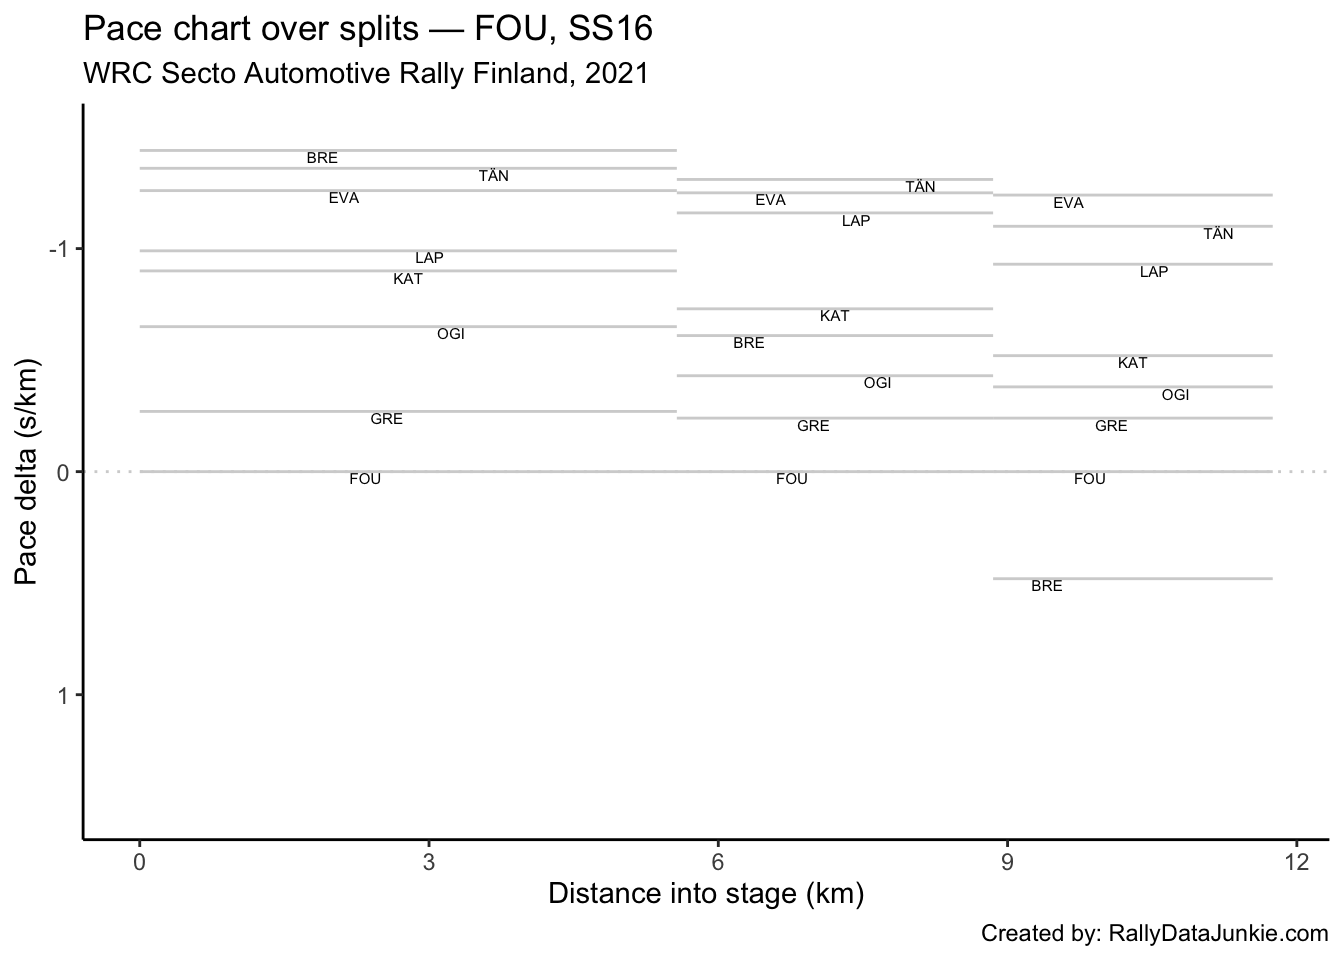 Pace chart over splits — FOU, SS16
WRC Secto Automotive Rally Finland, 2021
BRE
TÄN
EVA
LAP
KAT
OGI
GRE
FOU
TÄN
EVA
LAP
KAT
BRE
OGI
GRE
FOU
EVA
TÄN
LAP
KAT
OGI
GRE
FOU
BRE
-1
0
1
Pace delta (s/km)
0 3 6 9 12
Distance into stage (km)
Created by: RallyDataJunkie.com